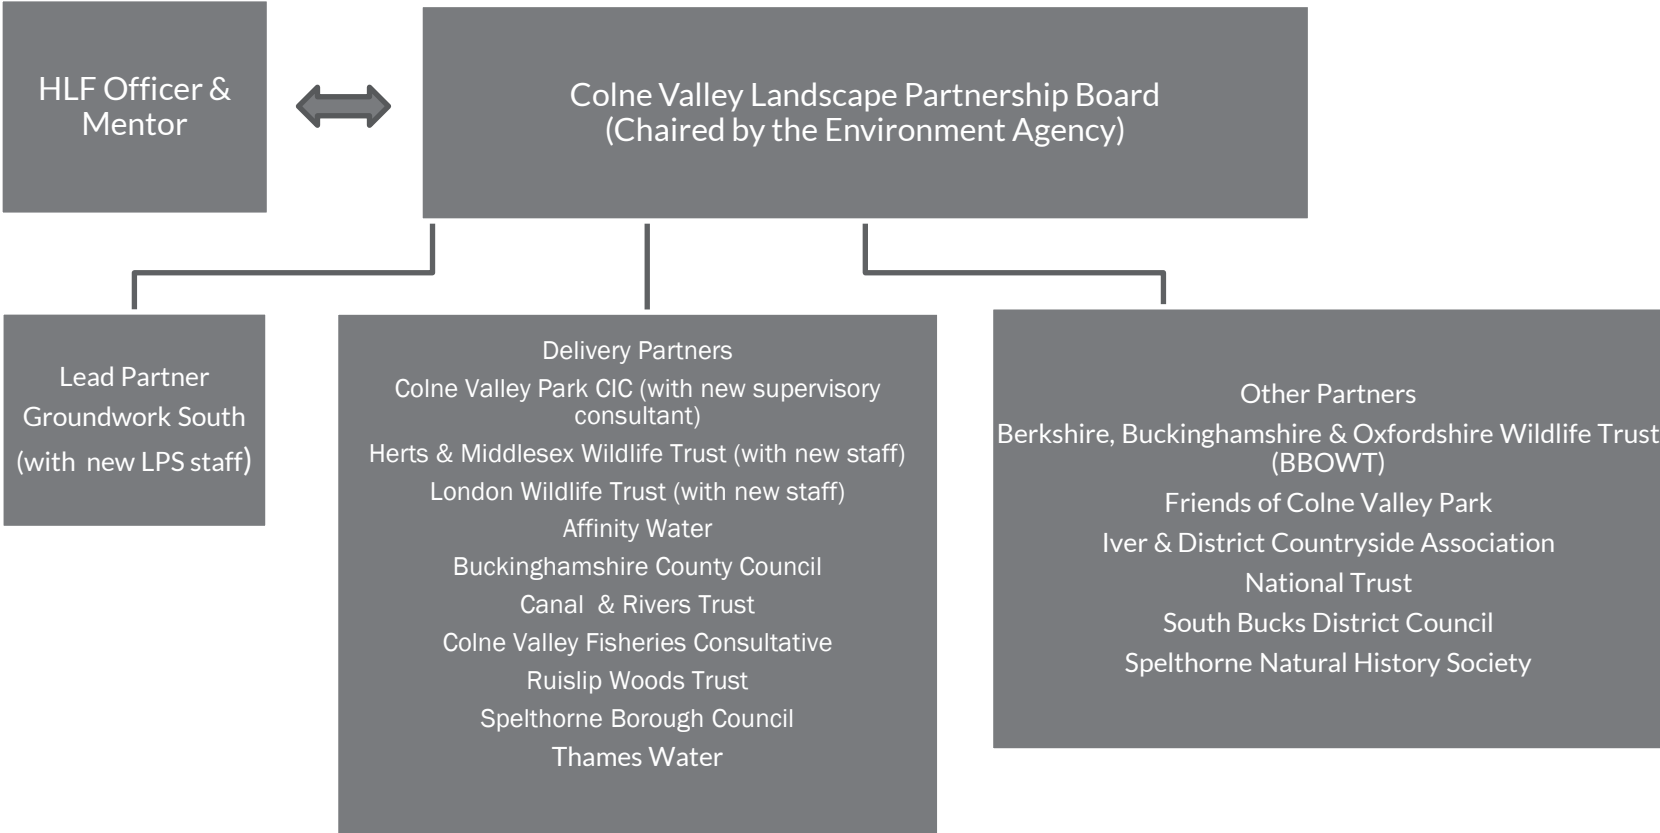 HLF Officer &
Mentor
Colne Valley Landscape Partnership Board
(Chaired by the Environment Agency)
Lead Partner
Groundwork South
(with  new LPS staff)
Delivery Partners
Colne Valley Park CIC (with new supervisory
consultant)
Herts & Middlesex Wildlife Trust (with new staff)
London Wildlife Trust (with new staff)
Affinity Water
Buckinghamshire County Council
Canal  & Rivers Trust
Colne Valley Fisheries Consultative
Ruislip Woods Trust
Spelthorne Borough Council
Thames Water
Other Partners
Berkshire, Buckinghamshire & Oxfordshire Wildlife Trust
(BBOWT)
Friends of Colne Valley Park
Iver & District Countryside Association
National Trust
South Bucks District Council
Spelthorne Natural History Society